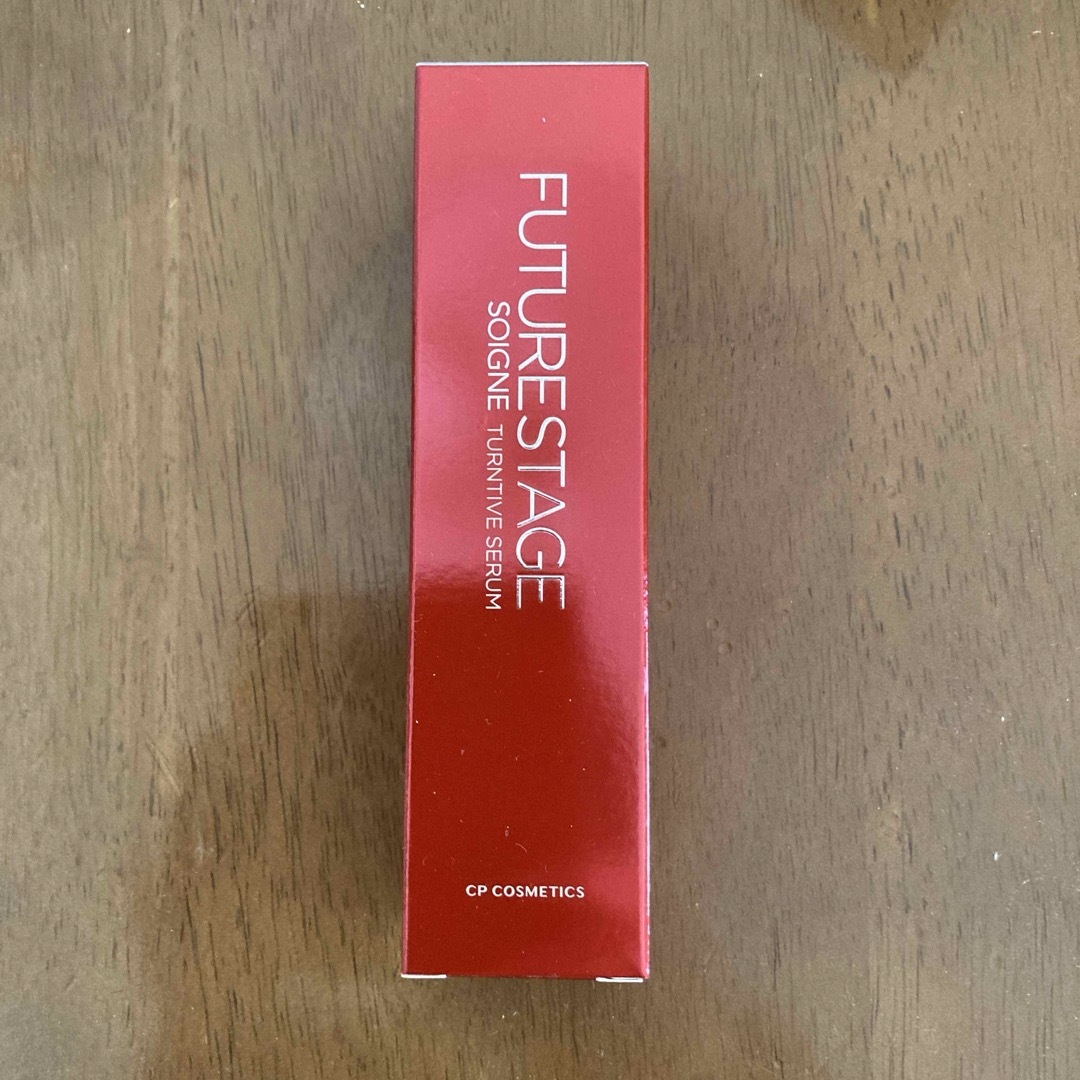 FUTURESTAGE
SOIGNE TURNTIVE SERUM
CP COSMETICS